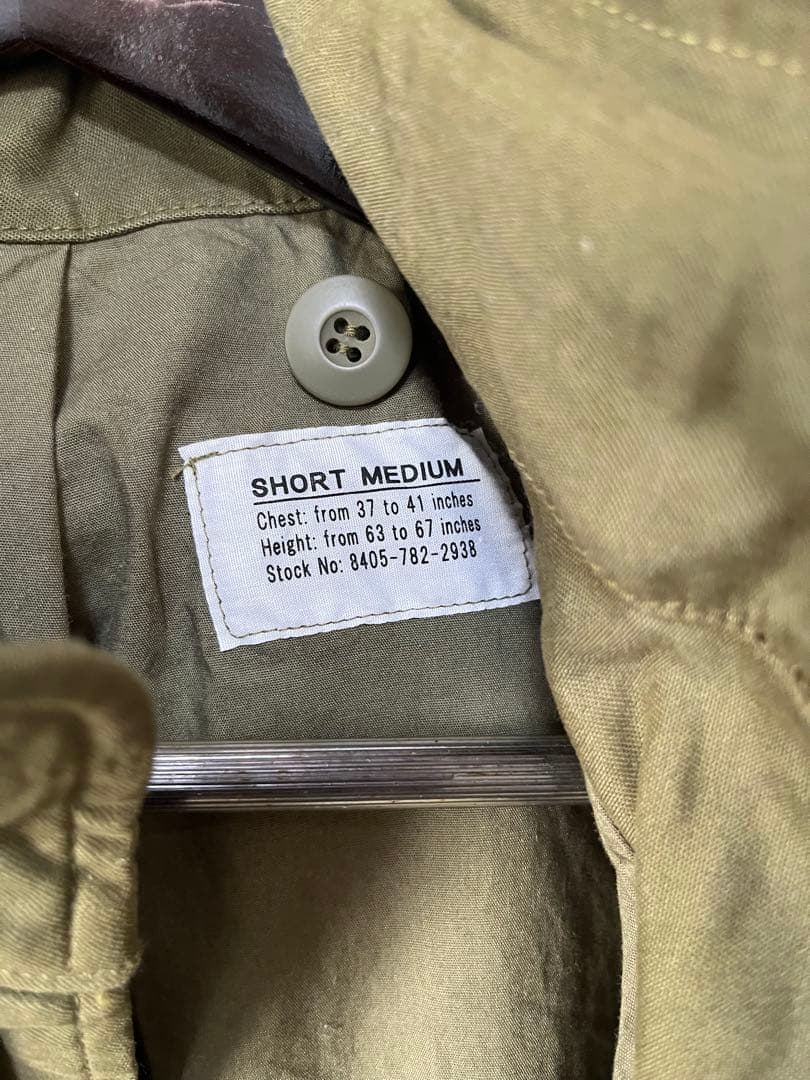 SHORT MEDIUM
Chest: from 37 to 41 inches
Height: from 63 to 67 inches
Stock No: 8405-782-2938